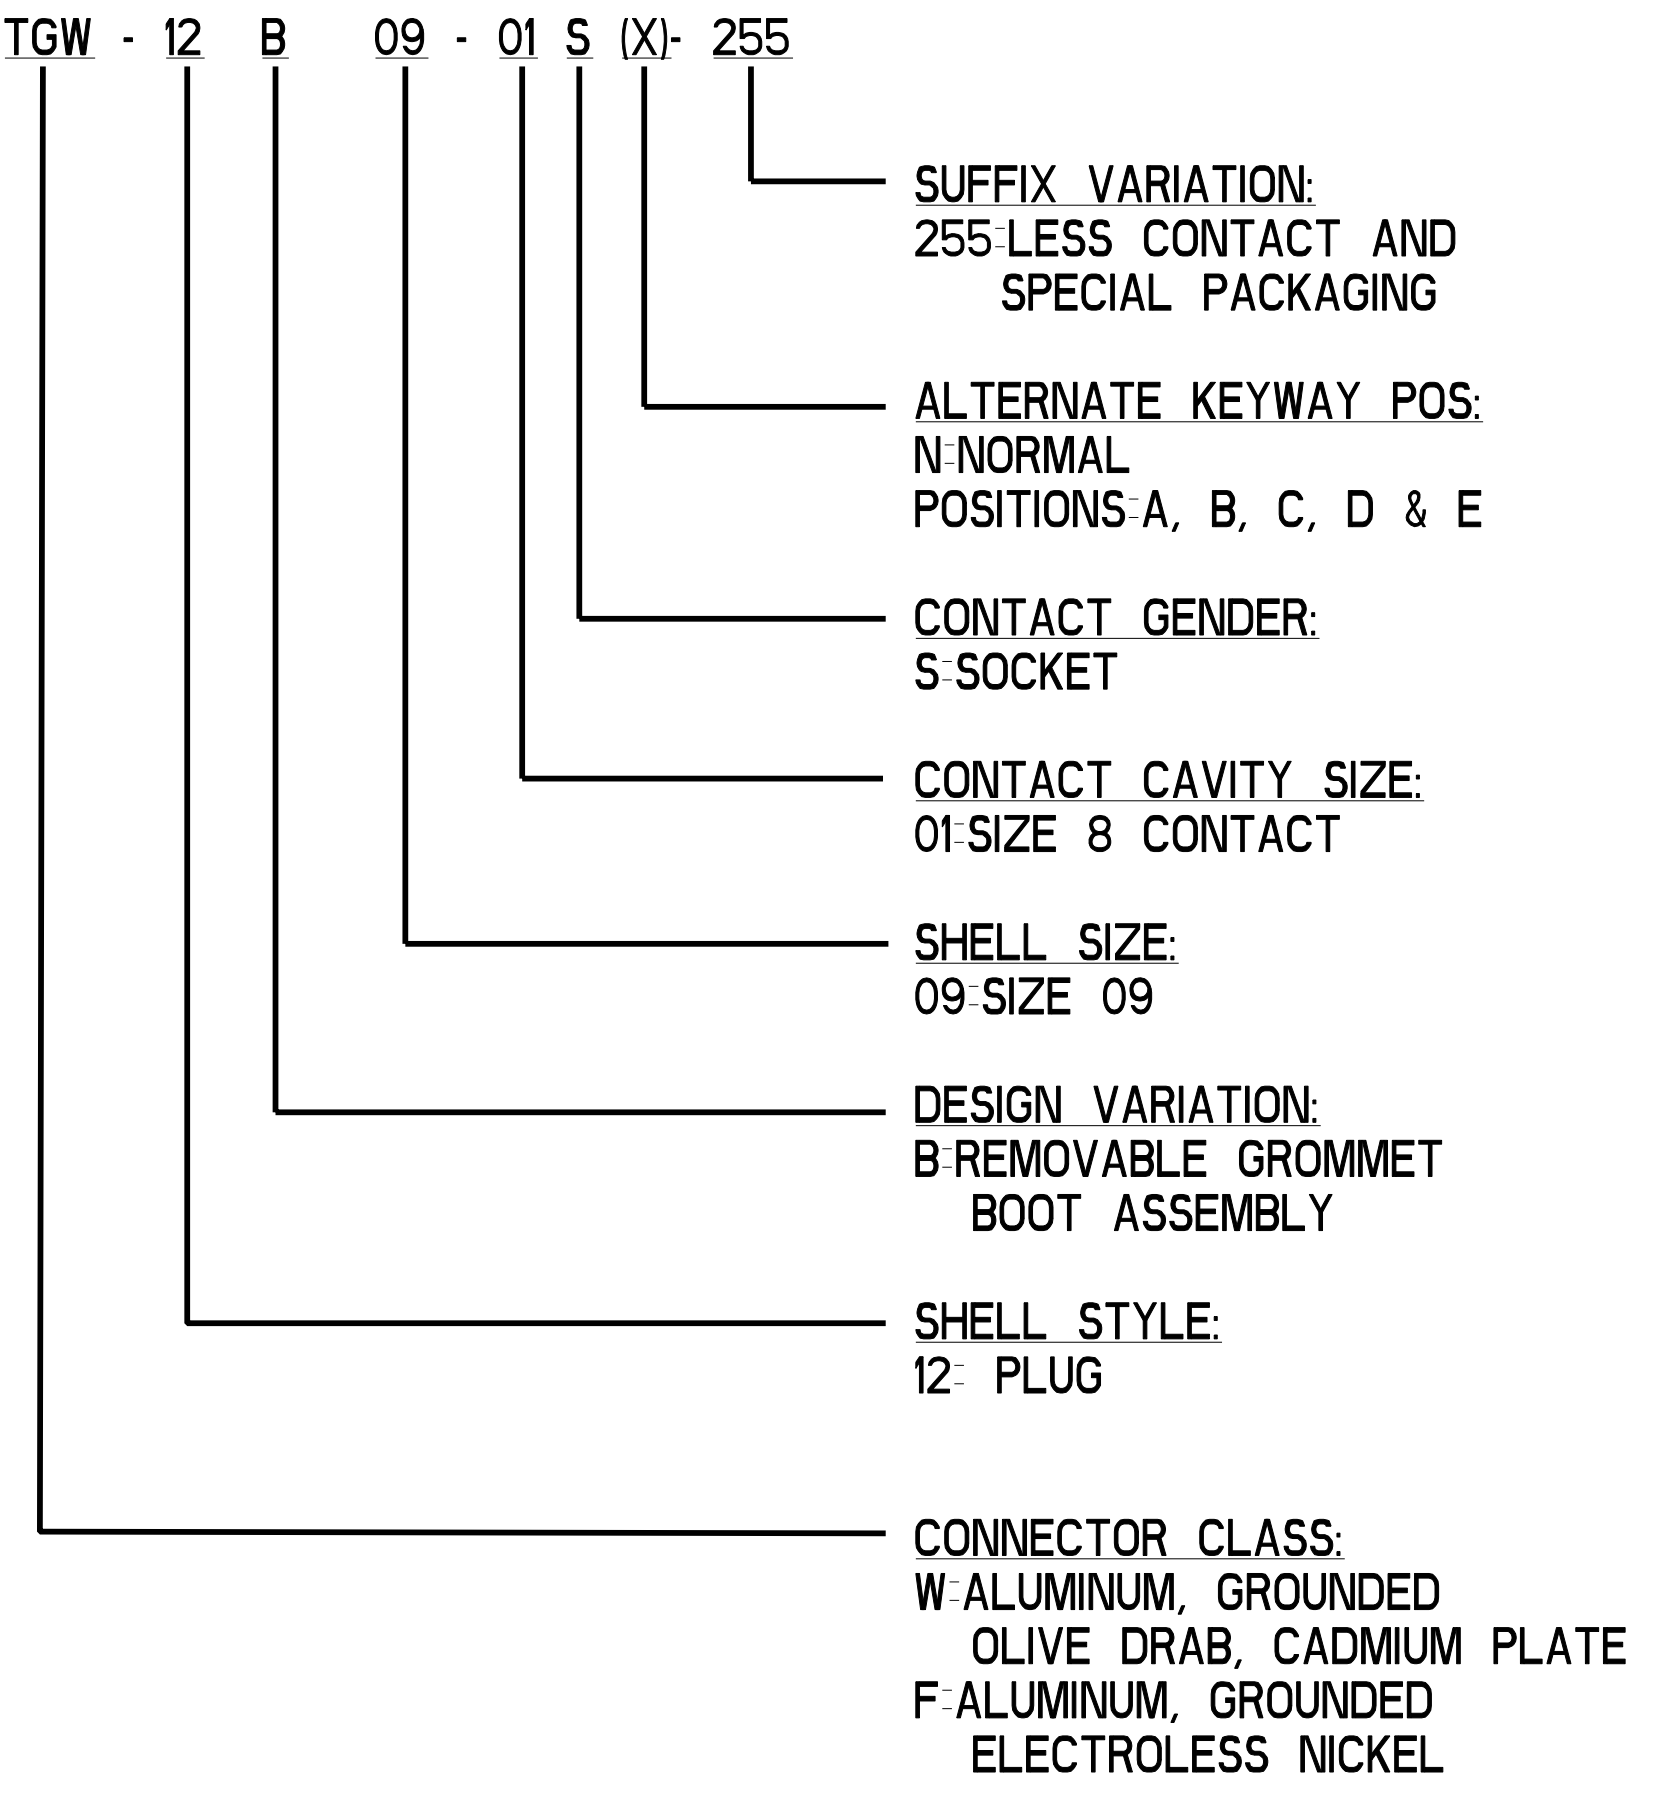 TGW - 12 B 09 - 01 S (X)- 255
SUFFIX VARIATION:
255=LESS CONTACT AND
SPECIAL PACKAGING
ALTERNATE KEYWAY POS:
N=NORMAL
POSITIONS=A, B, C, D & E
CONTACT GENDER:
S=SOCKET
CONTACT CAVITY SIZE:
01=SIZE 8 CONTACT
SHELL SIZE:
09=SIZE 09
DESIGN VARIATION:
B=REMOVABLE GROMMET
BOOT ASSEMBLY
SHELL STYLE:
12= PLUG
CONNECTOR CLASS:
W=ALUMINUM, GROUNDED
OLIVE DRAB, CADMIUM PLATE
F=ALUMINUM, GROUNDED
ELECTROLESS NICKEL